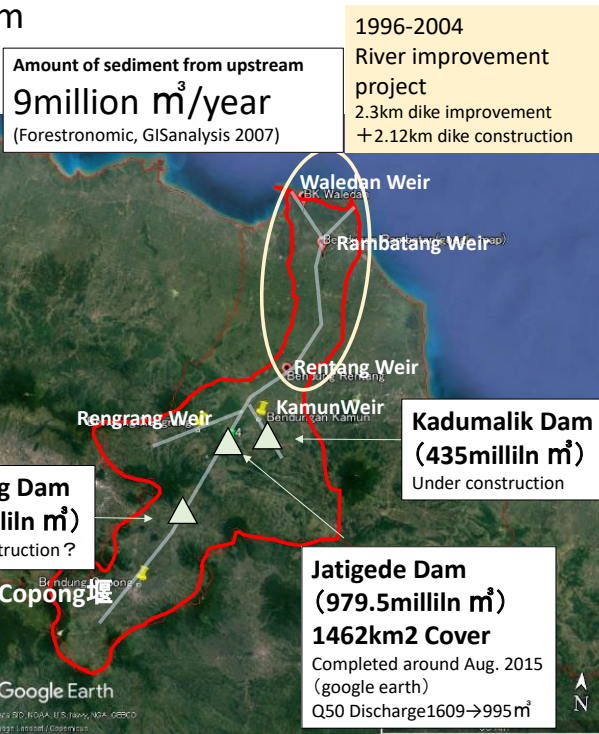 m
Amount of sediment from upstream
9million ㎥/year
(Forestronomic, GISanalysis 2007)
1996-2004
River improvement
project
2.3km dike improvement
＋2.12km dike construction
Waledan Weir
BK Waledan
Rambatang Weir
Rentang Weir
Bendung Rentang
Rengrang Weir
KamunWeir
Bendungan Kamun
Kadumalik Dam
（435milliln ㎥）
Under construction
g Dam
liln ㎥）
struction？
Bendung Copong
Copong堰
Jatigede Dam
（979.5milliln ㎥）
1462km2 Cover
Completed around Aug. 2015
（google earth）
Q50 Discharge1609→995㎥
Google Earth
N